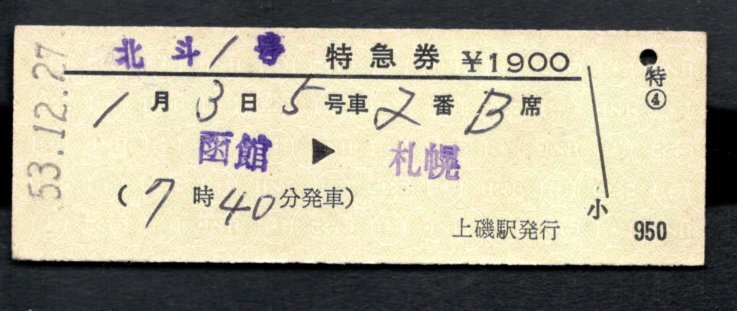 53.12.27
北斗1号 特急券 ¥1900
1月3日5号車2番B席
函館▶札幌
(7時40分発車)
上磯駅発行
特
④
小
950